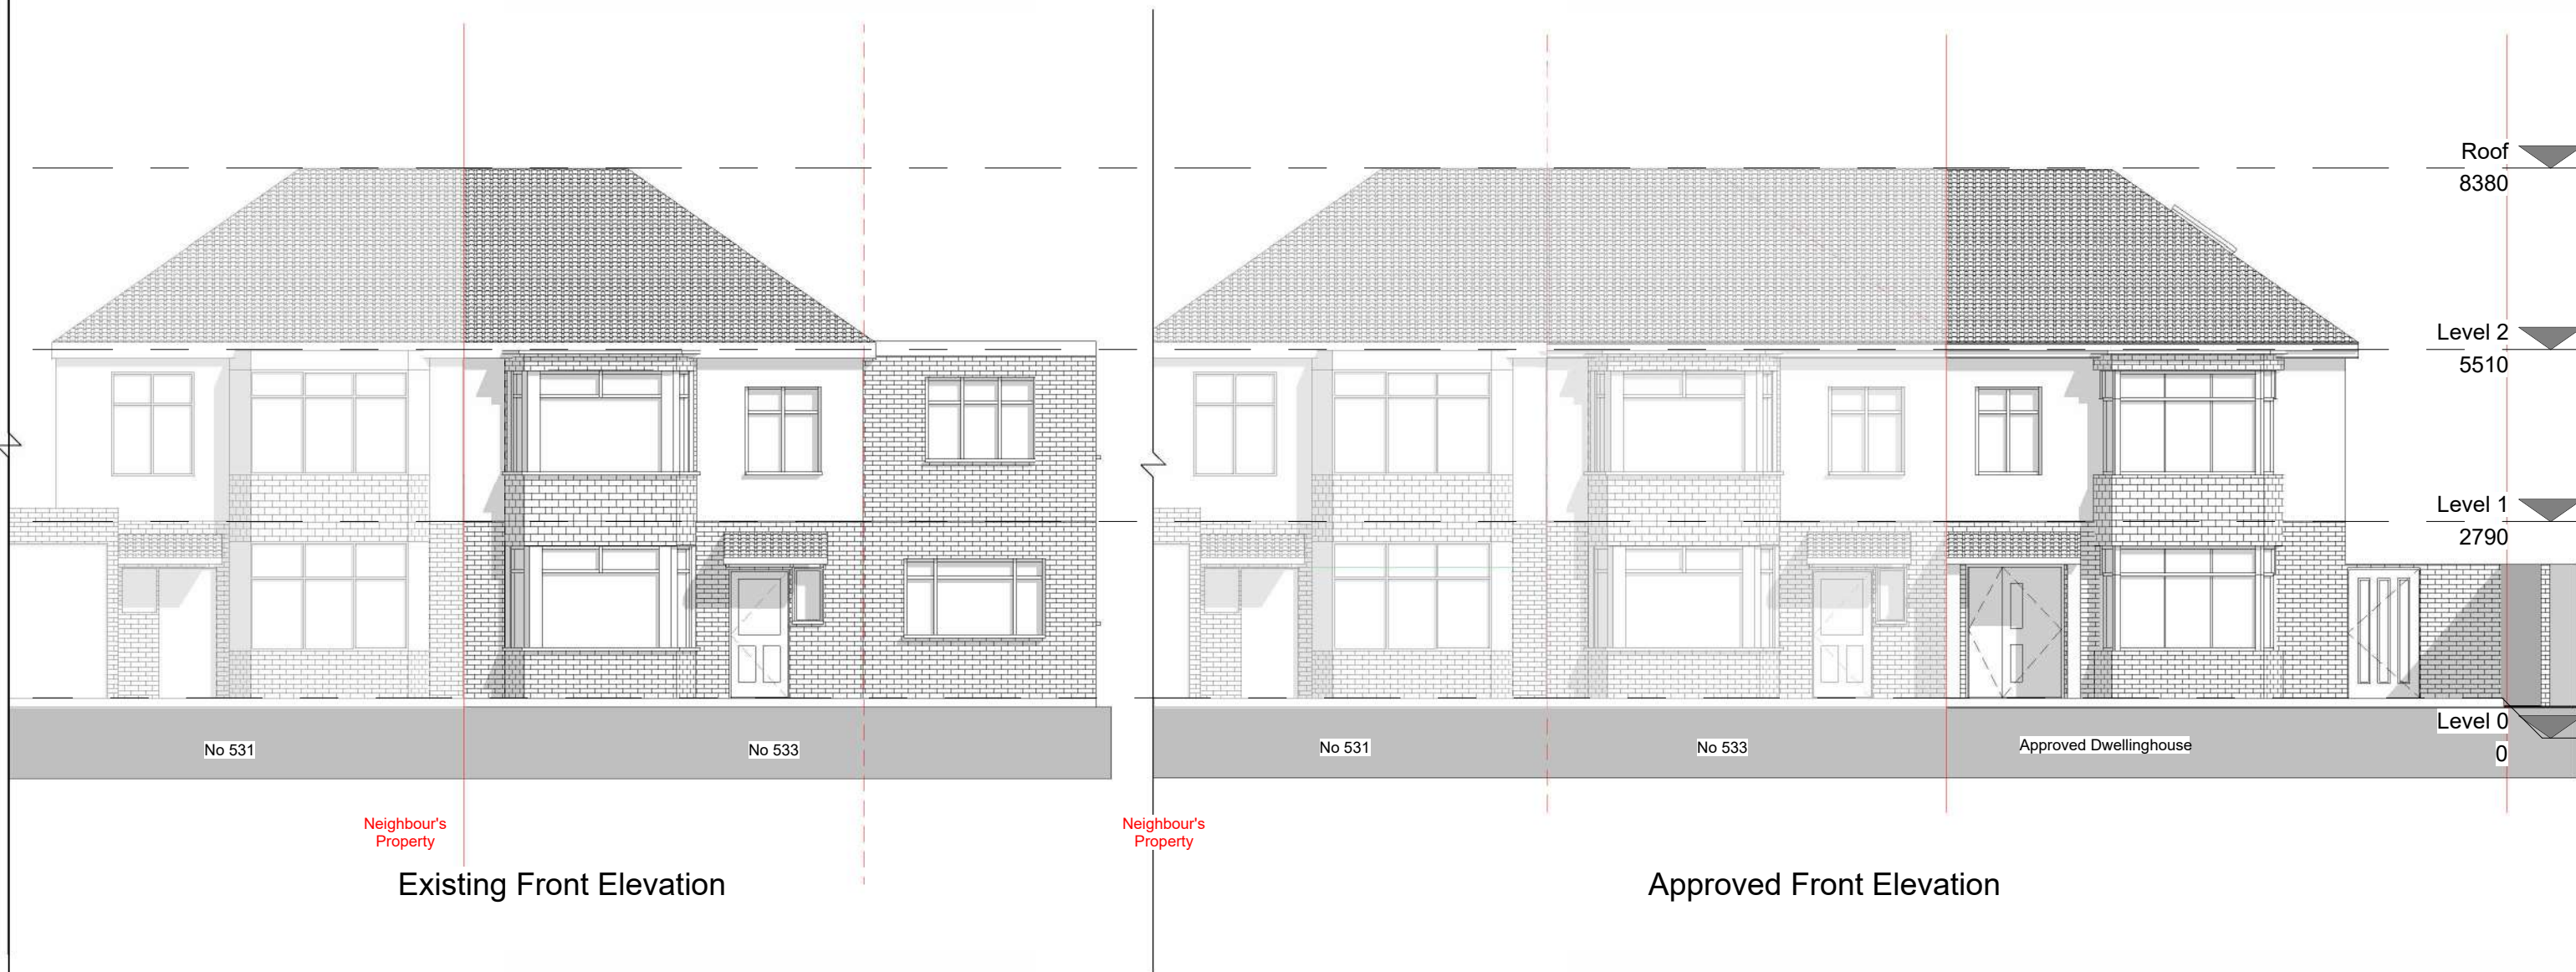 Roof
8380
Level 2
5510
Level 1
2790
Level 0
0
No 531
No 533
No 531
No 533
Approved Dwellinghouse
Neighbour's
Property
Neighbour's
Property
Existing Front Elevation
Approved Front Elevation